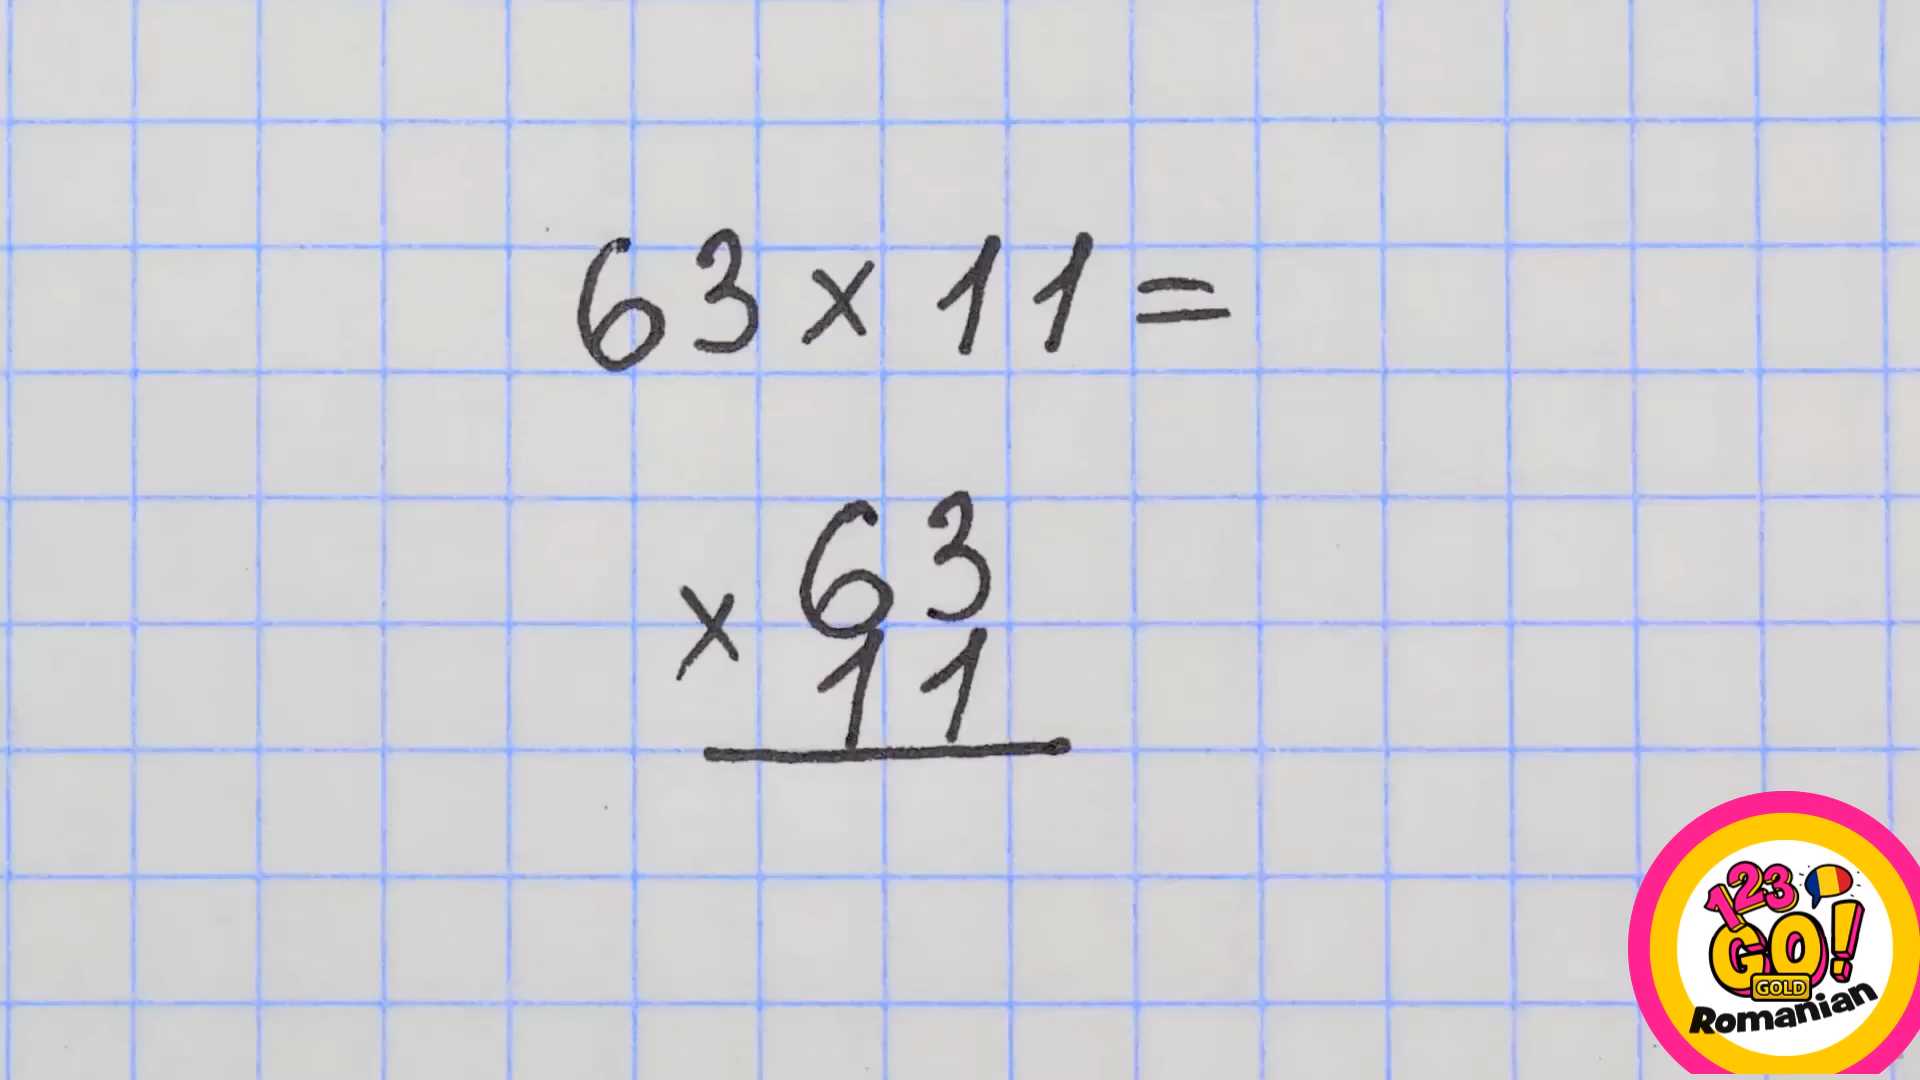 63 × 11 =
63
× 11
123
GO!
GOLD
Romanian